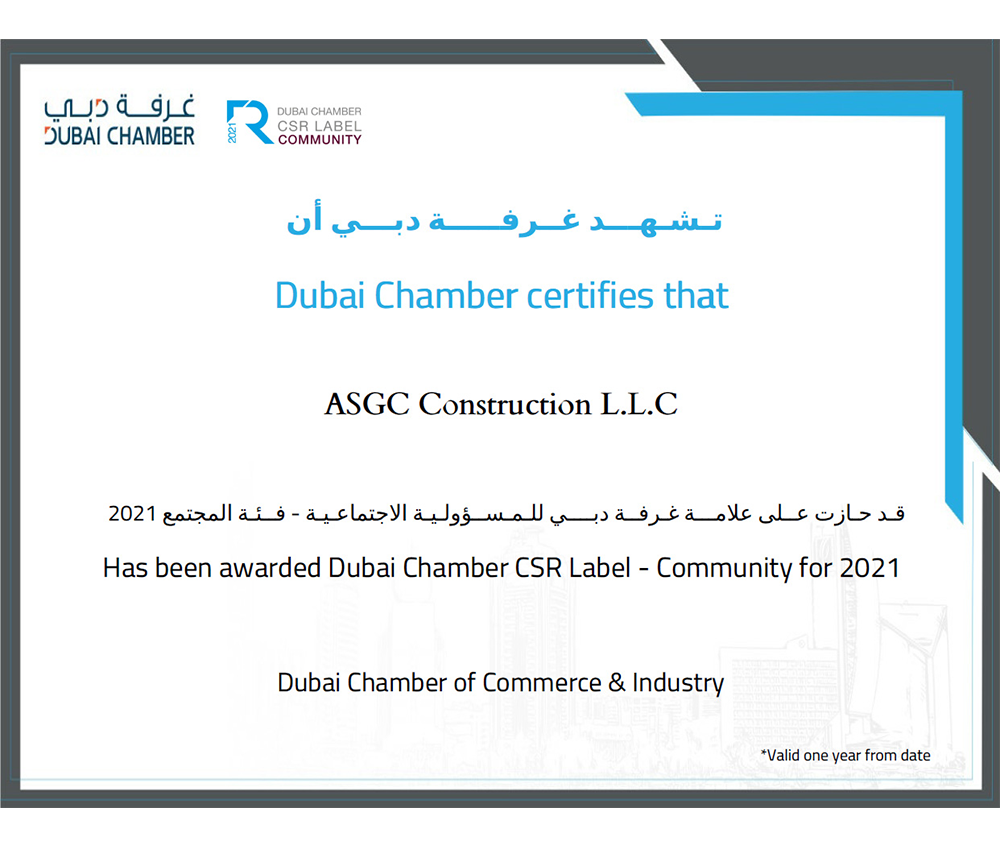 غرفة دبي
DUBAI CHAMBER
2021
DUBAI CHAMBER
CSR LABEL
COMMUNITY
تشهد غرفة دبي أن
Dubai Chamber certifies that
ASGC Construction L.L.C
قد حازت على علامة غرفة دبي للمسؤولية الاجتماعية - فئة المجتمع 2021
Has been awarded Dubai Chamber CSR Label - Community for 2021
Dubai Chamber of Commerce & Industry
*Valid one year from date